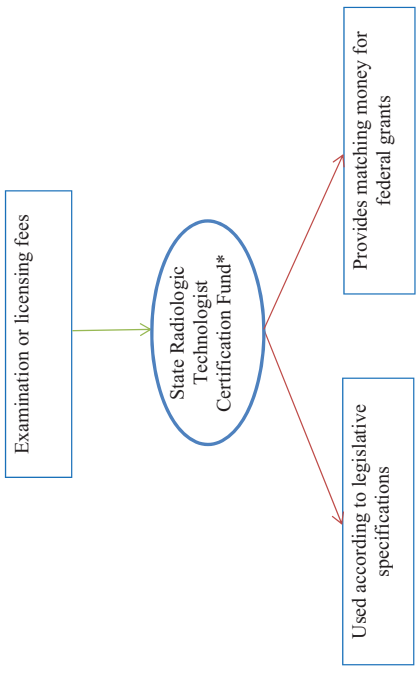 Examination or licensing fees
State Radiologic
Technologist
Certification Fund*
Used according to legislative
specifications
Provides matching money for
federal grants